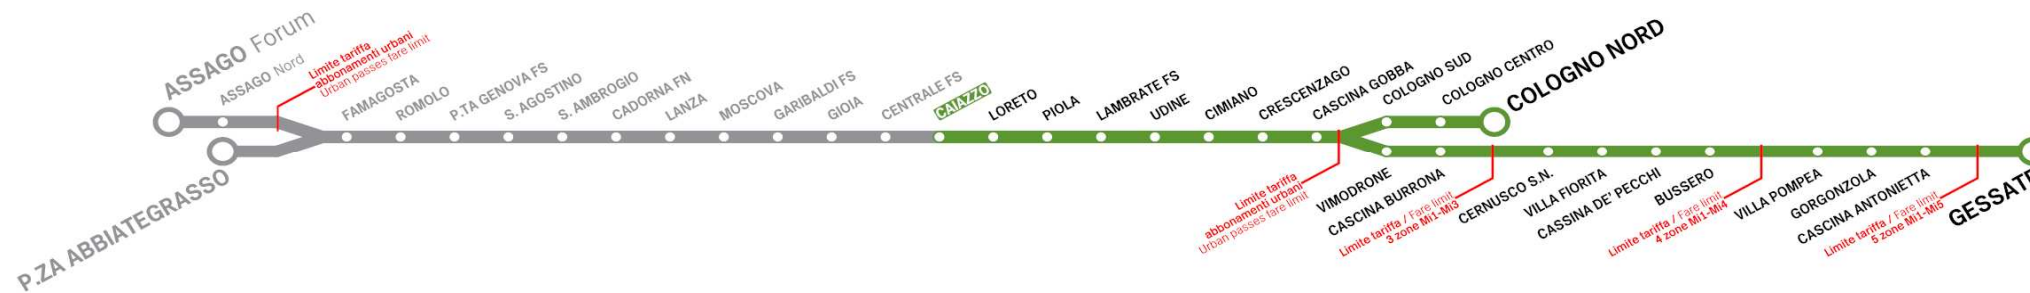 ASSAGO Forum
ASSAGO Nord
Limite tariffa
abbonamenti urbani
Urban passes fare limit
P.ZA ABBIATEGRASSO
FAMAGOSTA
ROMOLO
P.TA GENOVA FS
S. AGOSTINO
S. AMBROGIO
CADORNA FN
LANZA
MOSCOVA
GARIBALDI FS
GIOIA
CENTRALE FS
CAIAZZO
LORETO
PIOLA
LAMBRATE FS
UDINE
CIMIANO
CRESCENZAGO
CASCINA GOBBA
COLOGNO SUD
COLOGNO CENTRO
COLOGNO NORD
Limite tariffa
abbonamenti urbani
Urban passes fare limit
VIMODRONE
CASCINA BURRONA
Limite tariffa / Fare limit
3 zone Mi1-Mi3
CERNUSCO S.N.
VILLA FIORITA
CASSINA DE' PECCHI
BUSSERO
Limite tariffa / Fare limit
4 zone Mi1-Mi4
VILLA POMPEA
GORGONZOLA
CASCINA ANTONIETTA
Limite tariffa / Fare limit
5 zone Mi1-Mi5
GESSATE